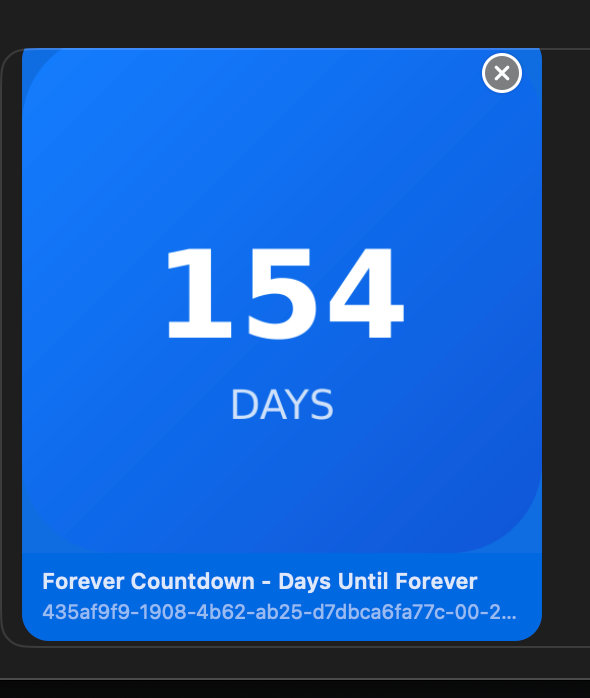 154
DAYS
Forever Countdown - Days Until Forever
435af9f9-1908-4b62-ab25-d7dbca6fa77c-00-2...